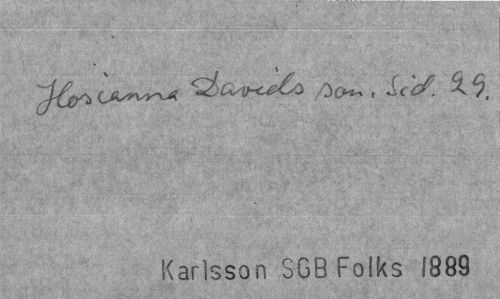 Hosianna Davids son. Sid. 29.
Karlsson SGB Folks 1889